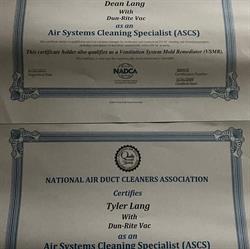 Dean Lang
With
Dun-Rite Vac
as an
Air Systems Cleaning Specialist (ASCS)
This certificate holder also qualifies as a Ventilation System Mold Remediator (VSMR).
NADCA
NATIONAL AIR DUCT CLEANERS ASSOCIATION
Certifies
Tyler Lang
With
Dun-Rite Vac
as an
Air Systems Cleaning Specialist (ASCS)